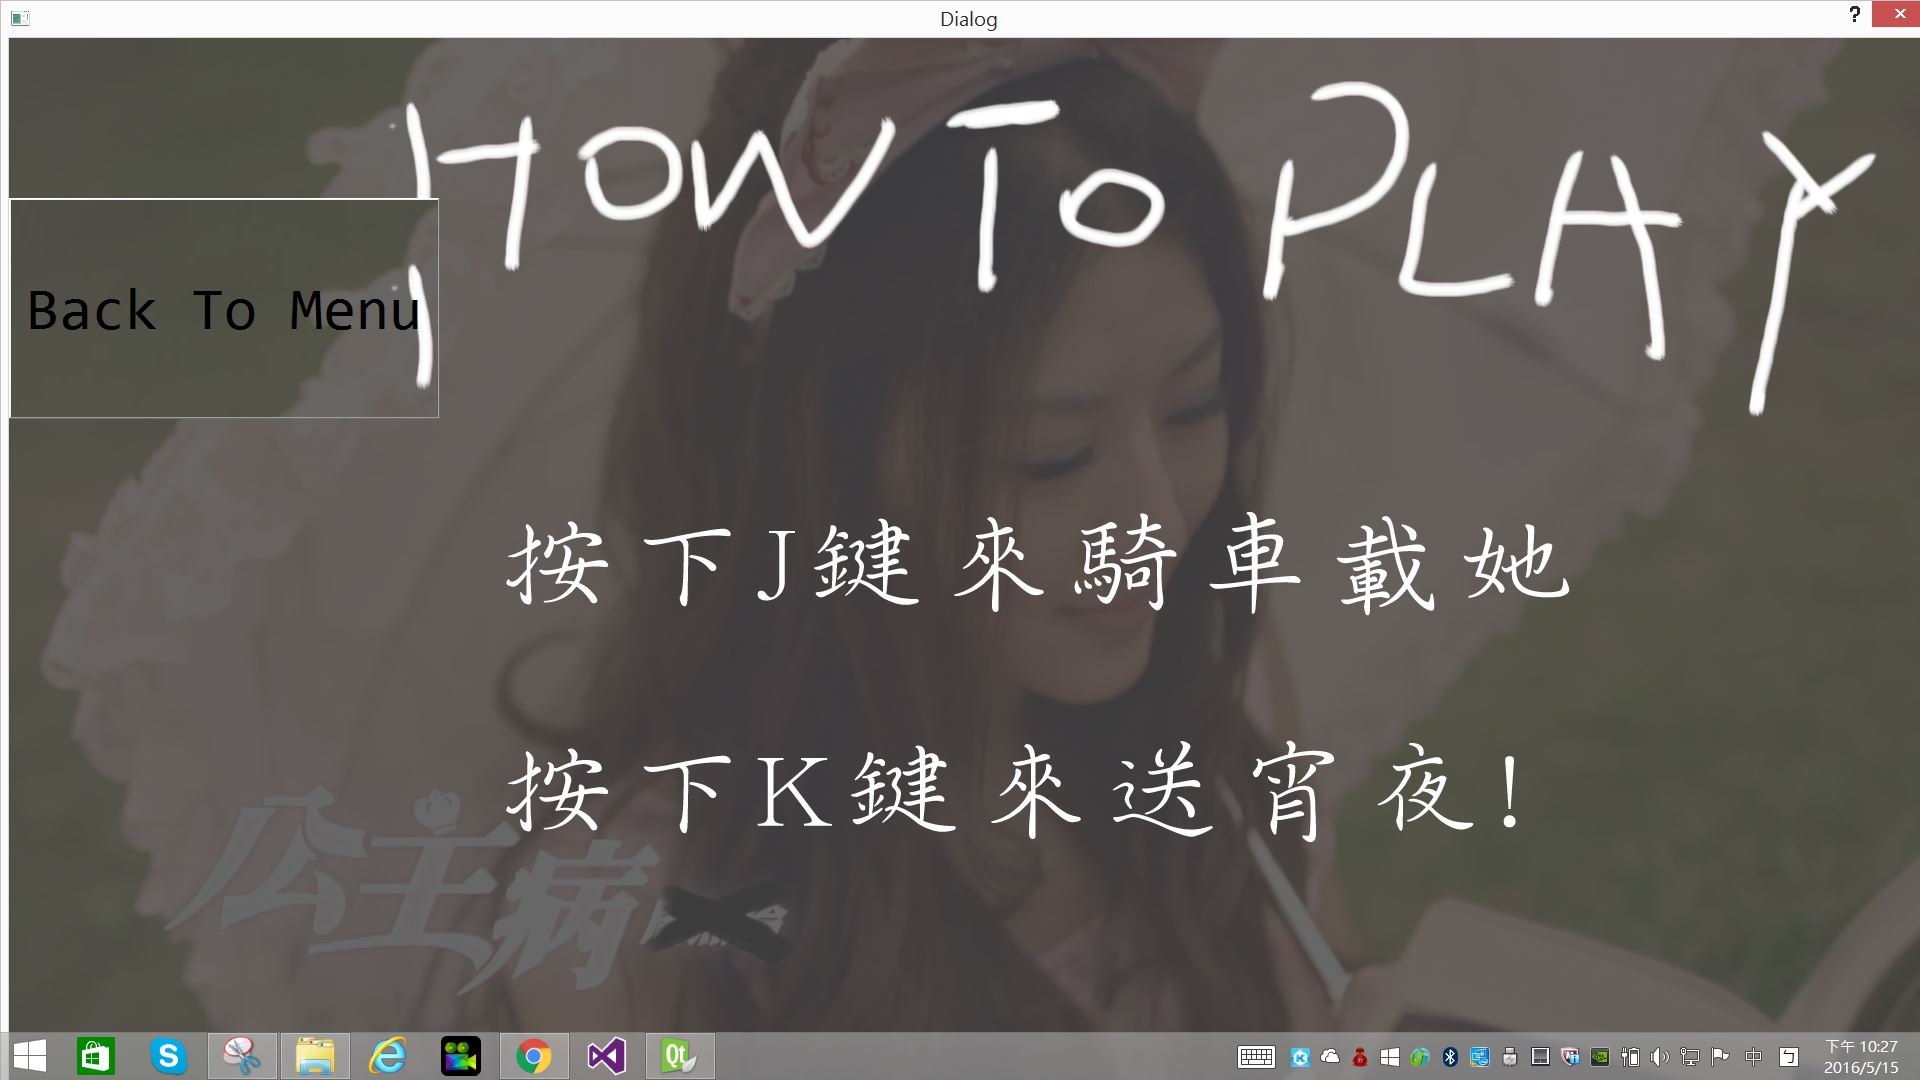 Dialog
HOW TO PLAY
Back To Menu
按下J鍵來騎車載她
按下K鍵來送宵夜!
公主病
下午 10:27
2016/5/15